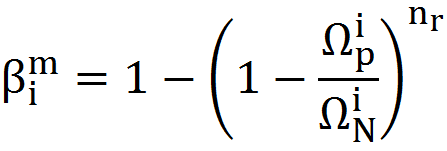 β_i^m = 1 − (1 − Ω_p^i / Ω_N^i)^{n_r}